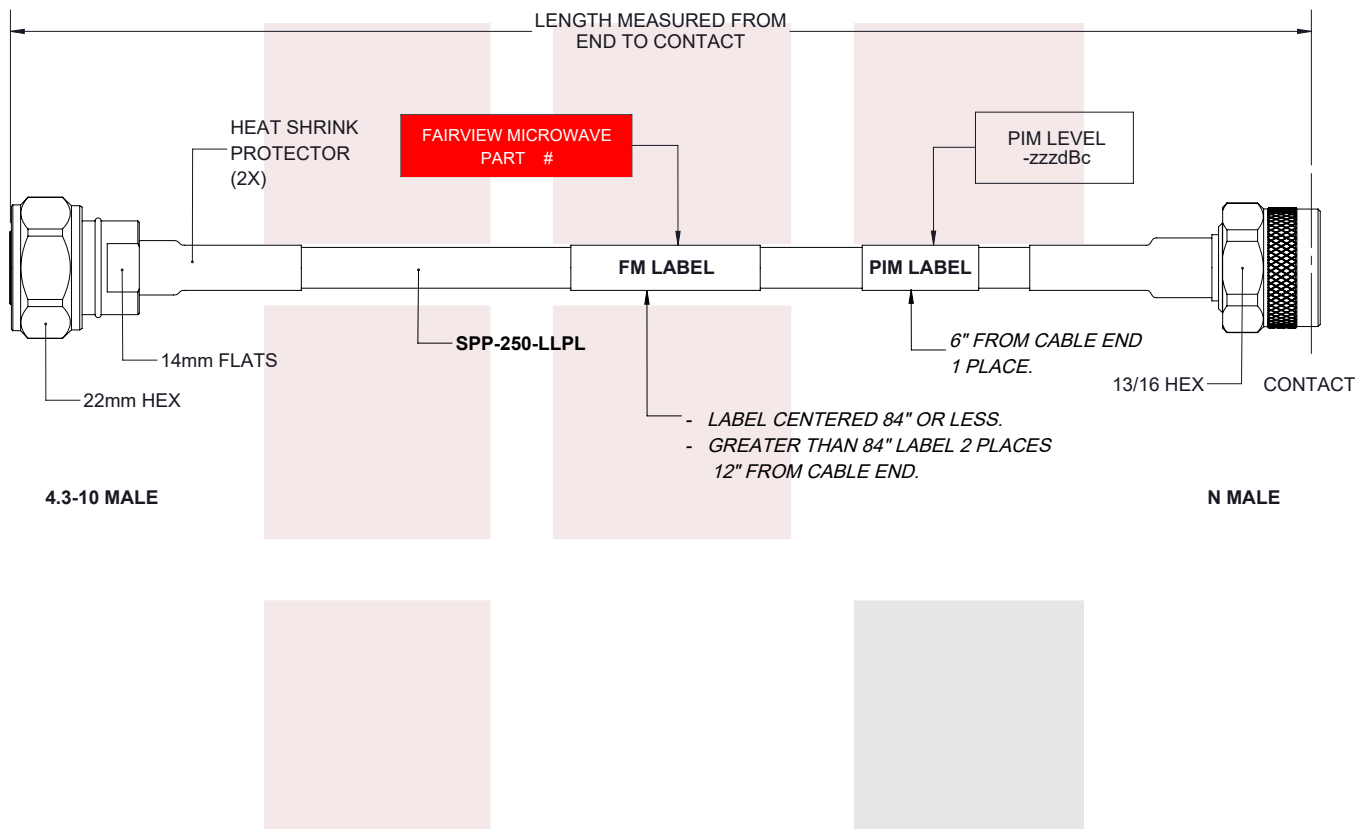 LENGTH MEASURED FROM
END TO CONTACT
HEAT SHRINK
PROTECTOR
(2X)
FAIRVIEW MICROWAVE
PART #
PIM LEVEL
-zzzdBc
FM LABEL
PIM LABEL
SPP-250-LLPL
14mm FLATS
22mm HEX
6" FROM CABLE END
1 PLACE.
13/16 HEX
CONTACT
- LABEL CENTERED 84" OR LESS.
- GREATER THAN 84" LABEL 2 PLACES
12" FROM CABLE END.
4.3-10 MALE
N MALE